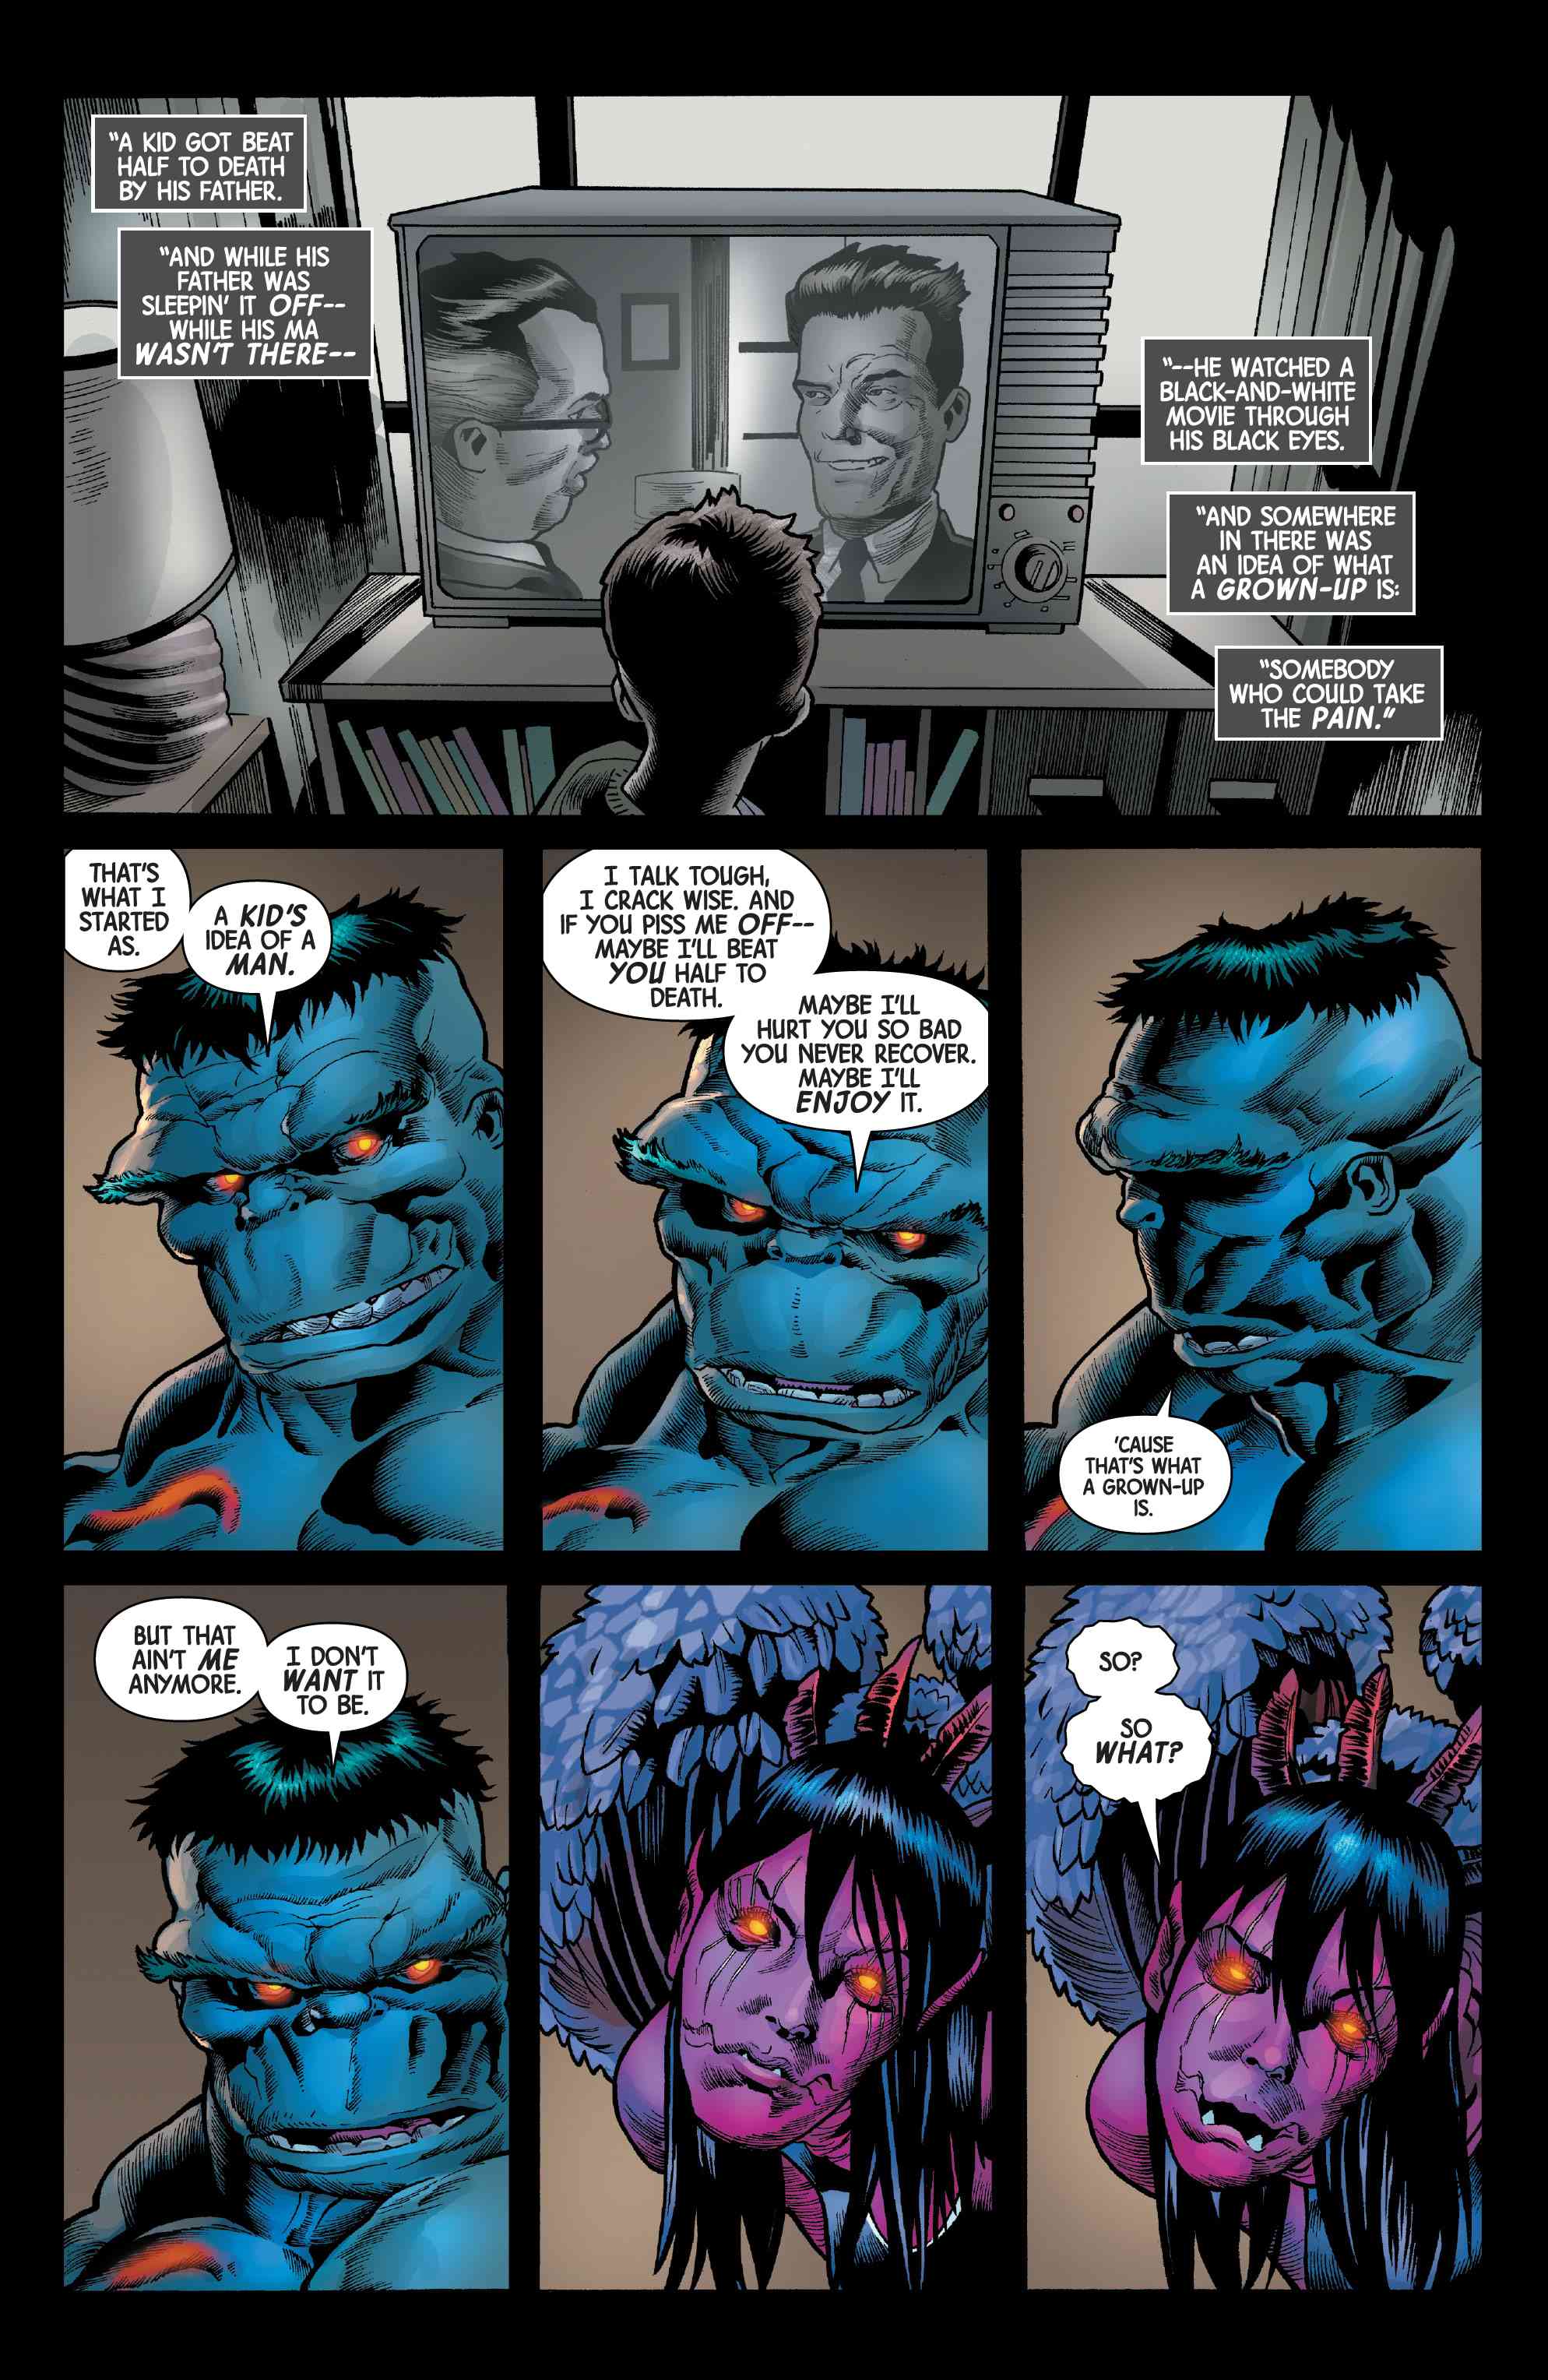 "A KID GOT BEAT
HALF TO DEATH
BY HIS FATHER.
"AND WHILE HIS
FATHER WAS
SLEEPIN' IT OFF--
WHILE HIS MA
WASN'T THERE--
"--HE WATCHED A
BLACK-AND-WHITE
MOVIE THROUGH
HIS BLACK EYES.
"AND SOMEWHERE
IN THERE WAS
AN IDEA OF WHAT
A GROWN-UP IS:
"SOMEBODY
WHO COULD TAKE
THE PAIN."
THAT'S
WHAT I
STARTED
AS.
A KID'S
IDEA OF A
MAN.
I TALK TOUGH,
I CRACK WISE. AND
IF YOU PISS ME OFF--
MAYBE I'LL BEAT
YOU HALF TO
DEATH.
MAYBE I'LL
HURT YOU SO BAD
YOU NEVER RECOVER.
MAYBE I'LL
ENJOY IT.
'CAUSE
THAT'S WHAT
A GROWN-UP
IS.
BUT THAT
AIN'T ME
ANYMORE.
I DON'T
WANT IT
TO BE.
SO?
SO
WHAT?